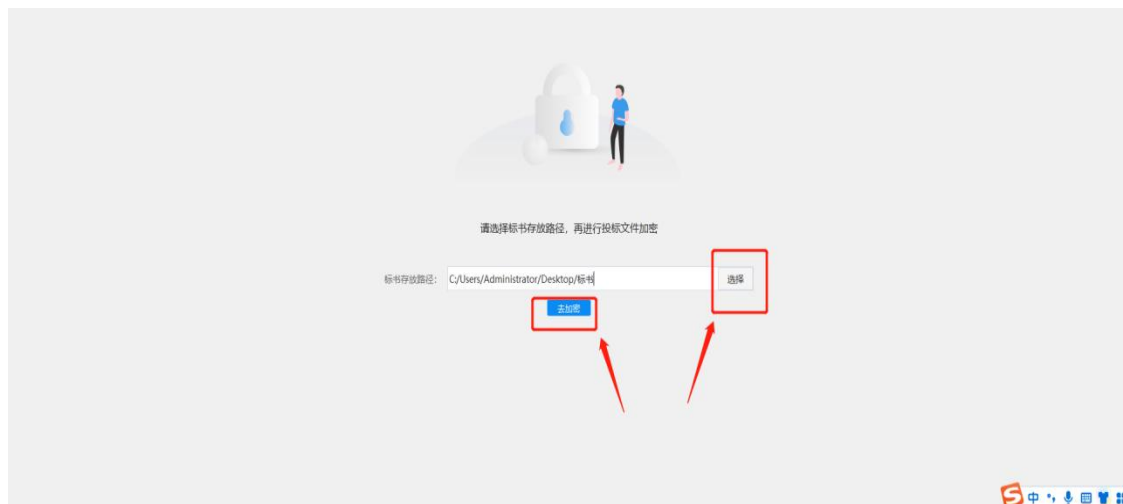 请选择标书存放路径，再进行投标文件加密
标书存放路径：
C:/Users/Administrator/Desktop/标书
选择
去加密
中